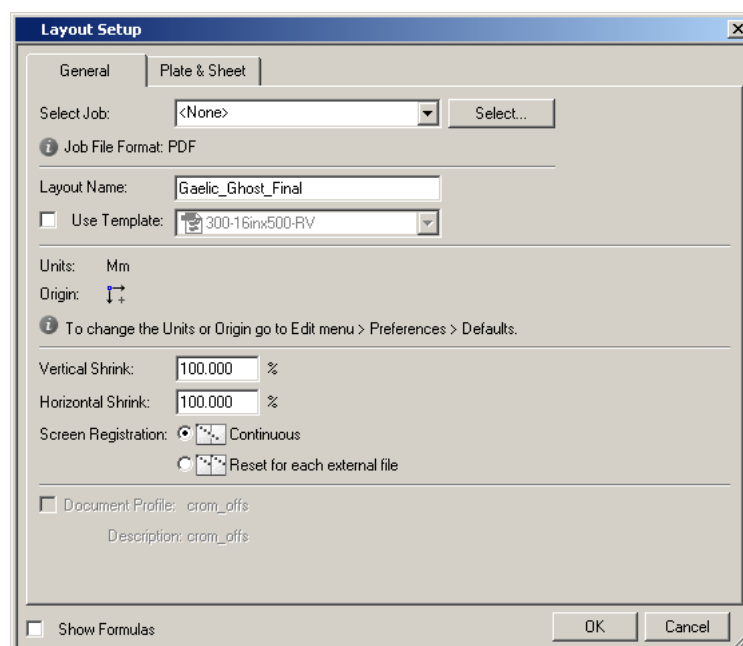 Layout Setup
General
Plate & Sheet
Select Job:
<None>
Select...
Job File Format: PDF
Layout Name:
Gaelic_Ghost_Final
Use Template:
300-16inx500-RV
Units: Mm
Origin:
To change the Units or Origin go to Edit menu > Preferences > Defaults.
Vertical Shrink:
100.000 %
Horizontal Shrink:
100.000 %
Screen Registration:
Continuous
Reset for each external file
Document Profile: crom_offs
Description: crom_offs
Show Formulas
OK
Cancel